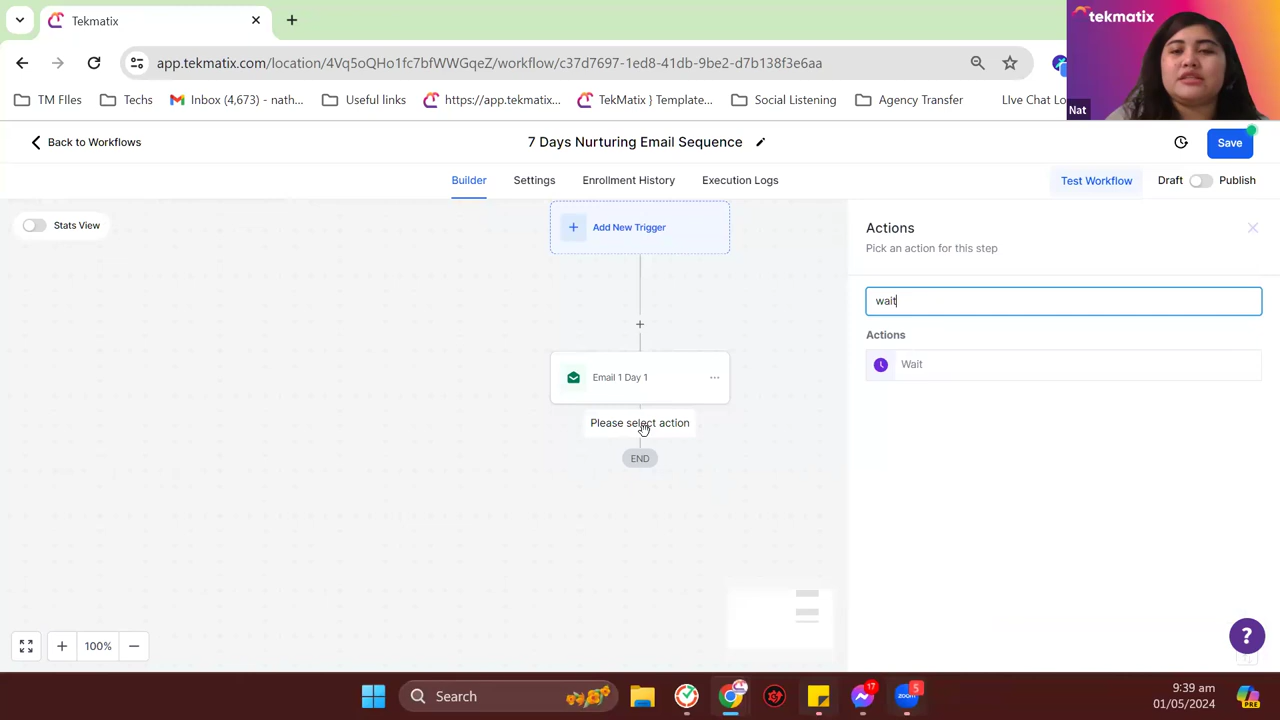 Tekmatix
tekmatix
app.tekmatix.com/location/4Vq5oQHo1fc7bfWWGqeZ/workflow/c37d7697-1ed8-41db-9be2-d7b138f3e6aa
TM FIles
Techs
Inbox (4,673) - nath...
Useful links
https://app.tekmatix...
TekMatix } Template...
Social Listening
Agency Transfer
LIve Chat Lo
Nat
Back to Workflows
7 Days Nurturing Email Sequence
Save
Builder
Settings
Enrollment History
Execution Logs
Test Workflow
Draft
Publish
Stats View
Add New Trigger
Actions
Pick an action for this step
wait
Actions
Wait
Email 1 Day 1
Please select action
END
100%
?
Search
17
zoom
5
9:39 am
01/05/2024
PRE